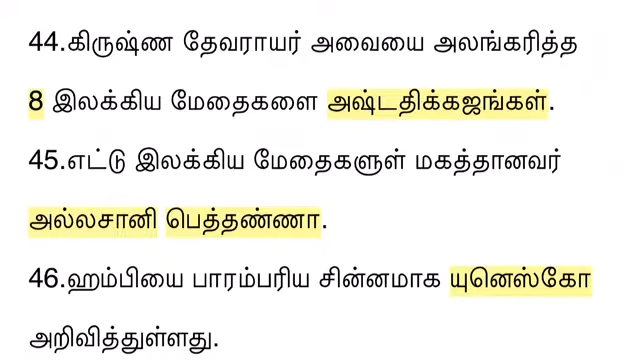 44.கிருஷ்ண தேவராயர் அவையை அலங்கரித்த
8 இலக்கிய மேதைகளை அஷ்டதிக்கஜங்கள்.
45.எட்டு இலக்கிய மேதைகளுள் மகத்தானவர்
அல்லசானி பெத்தண்ணா.
46.ஹம்பியை பாரம்பரிய சின்னமாக யுனெஸ்கோ
அறிவித்துள்ளது.